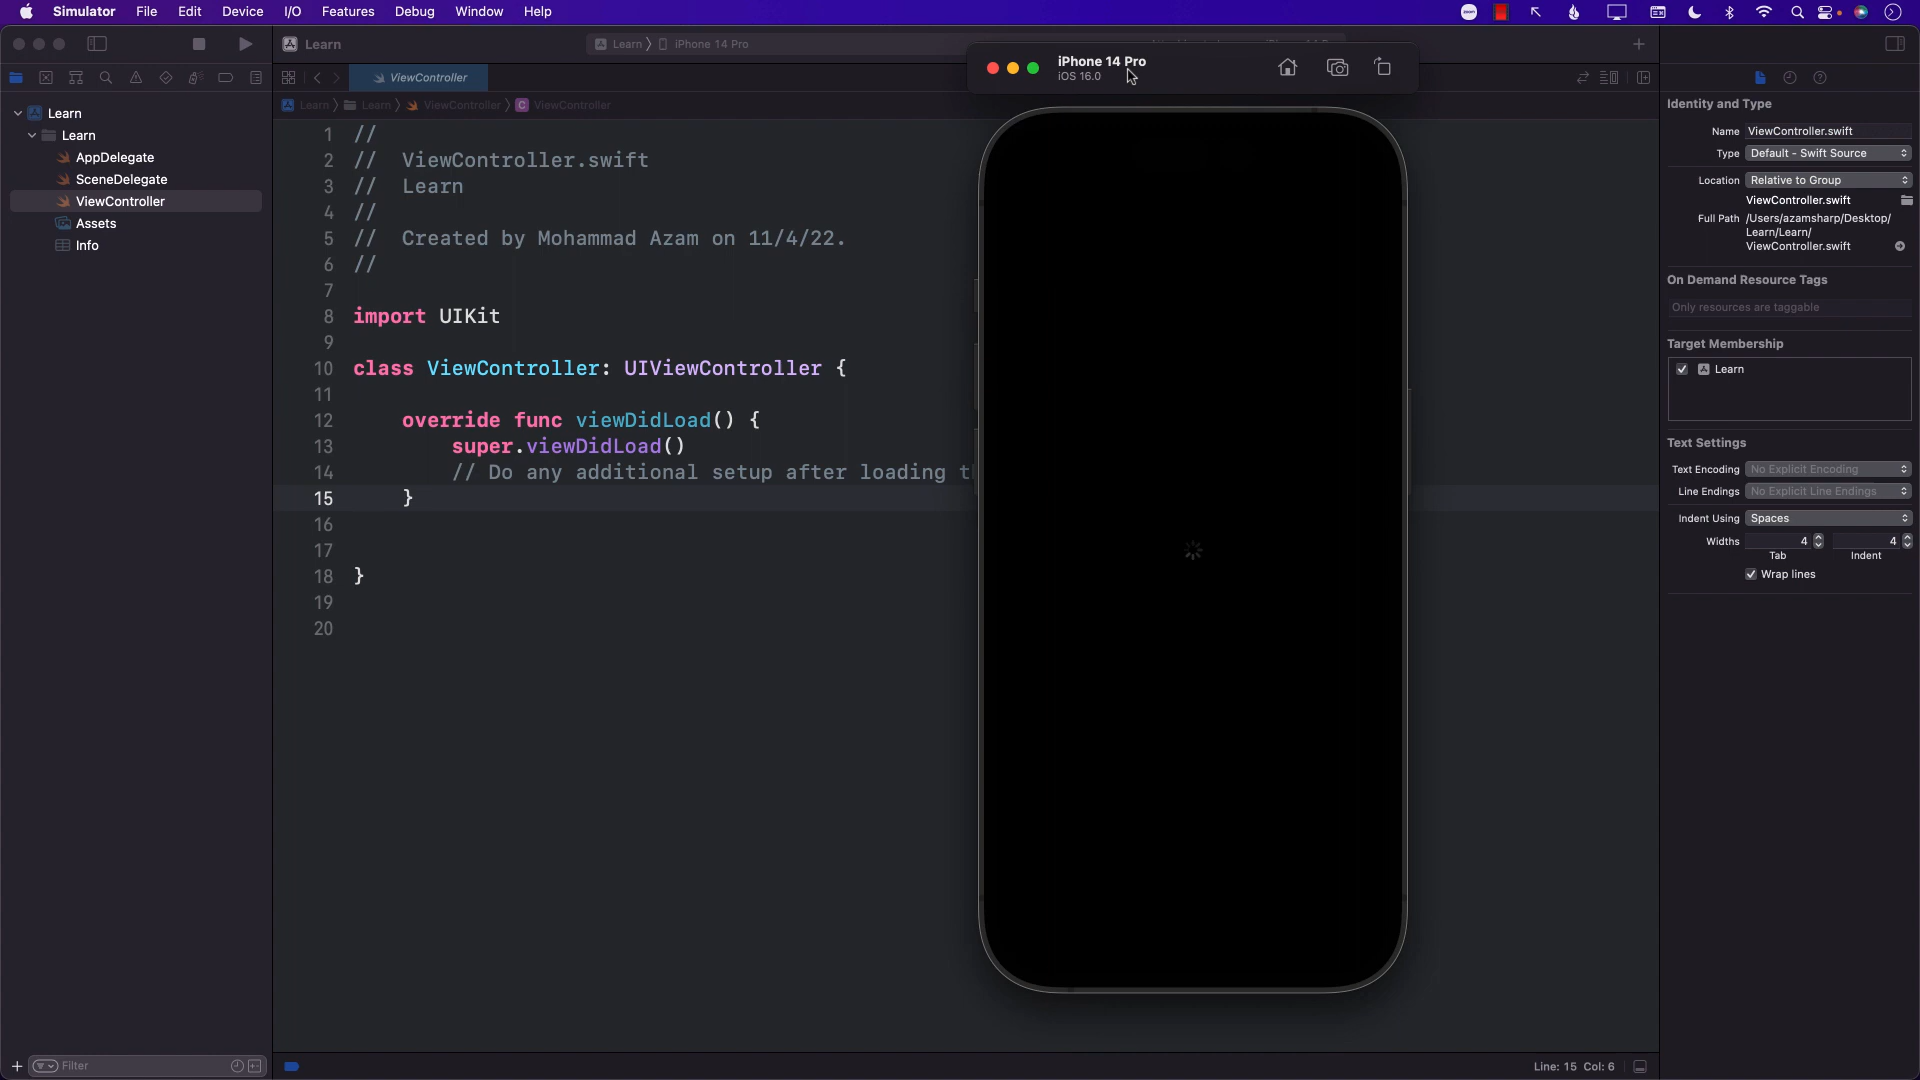 Simulator File Edit Device I/O Features Debug Window Help
Learn
Learn
iPhone 14 Pro
iPhone 14 Pro
iOS 16.0
ViewController
Learn
Learn
ViewController
ViewController
Learn
Learn
AppDelegate
SceneDelegate
ViewController
Assets
Info
1 //
2 // ViewController.swift
3 // Learn
4 //
5 // Created by Mohammad Azam on 11/4/22.
6 //
7
8 import UIKit
9
10 class ViewController: UIViewController {
11
12 override func viewDidLoad() {
13 super.viewDidLoad()
14 // Do any additional setup after loading
15 }
16
17
18 }
19
20
Identity and Type
Name ViewController.swift
Type Default - Swift Source
Location Relative to Group
ViewController.swift
Full Path /Users/azamsharp/Desktop/
Learn/Learn/
ViewController.swift
On Demand Resource Tags
Only resources are taggable
Target Membership
Learn
Text Settings
Text Encoding No Explicit Encoding
Line Endings No Explicit Line Endings
Indent Using Spaces
Widths 4 4
Tab Indent
Wrap lines
Filter
Line: 15 Col: 6